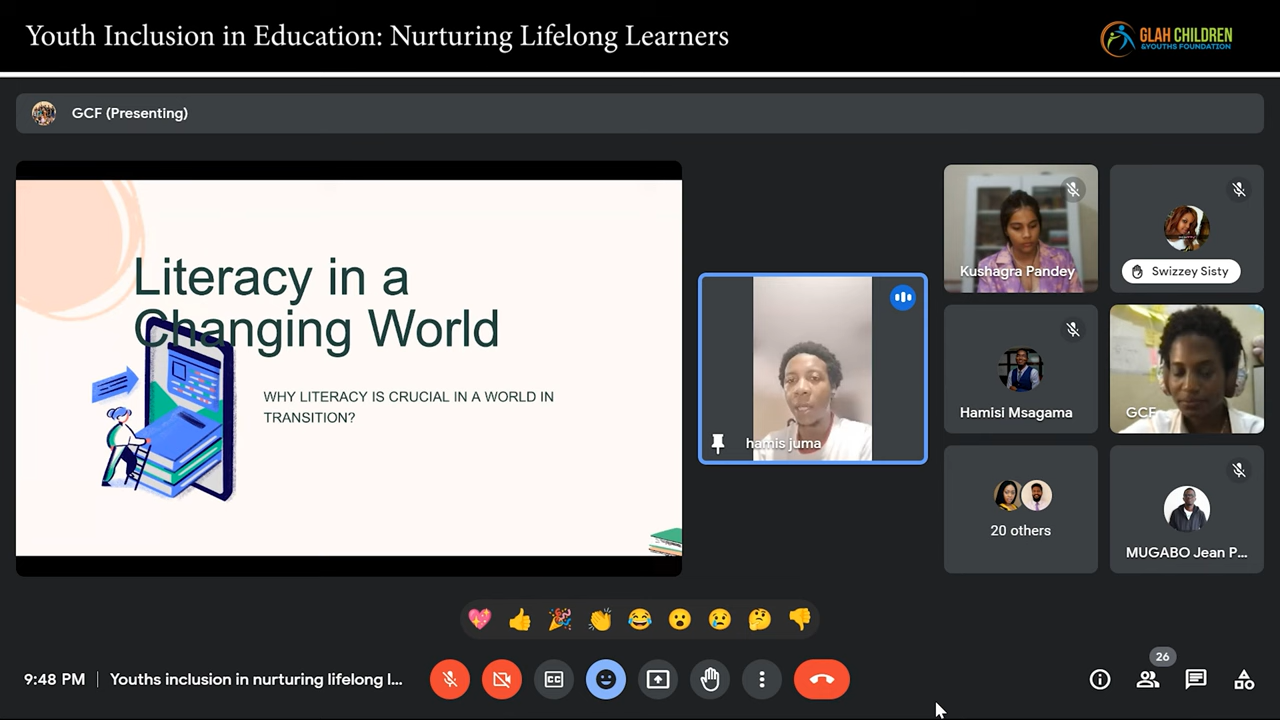 Youth Inclusion in Education: Nurturing Lifelong Learners
GLAH CHILDREN
&YOUTHS FOUNDATION
GCF (Presenting)
Literacy in a
Changing World
WHY LITERACY IS CRUCIAL IN A WORLD IN
TRANSITION?
hamis juma
Kushagra Pandey
Swizzey Sisty
Hamisi Msagama
GCF
20 others
MUGABO Jean P...
9:48 PM
Youths inclusion in nurturing lifelong l...
CC
26